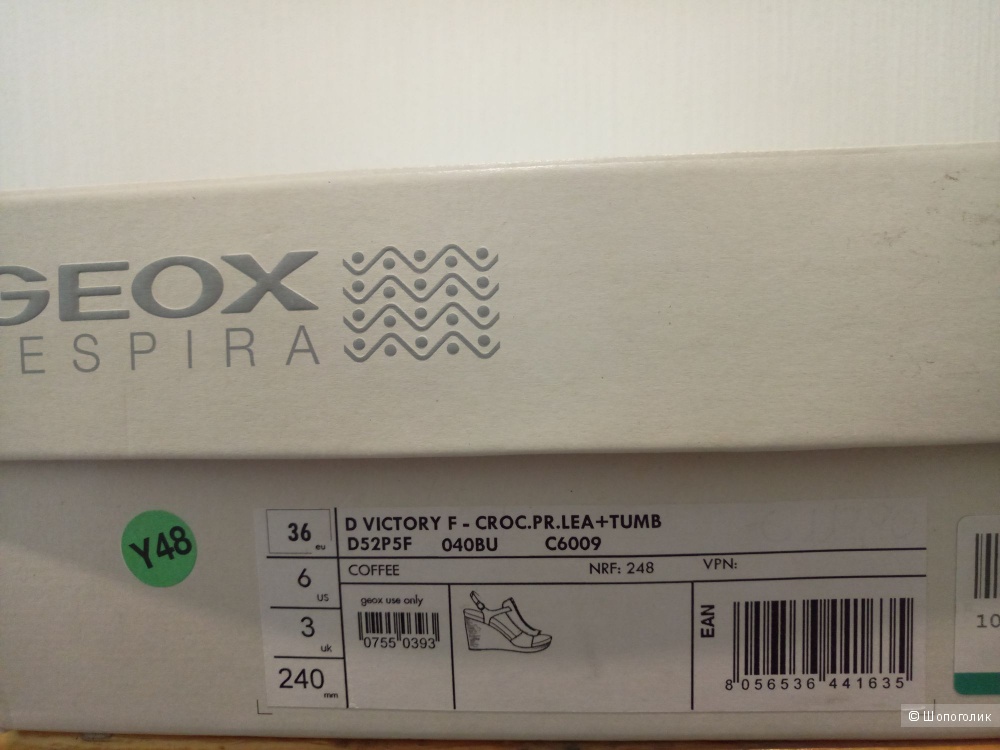 GEOX
ESPIRA
Y48
36 eu
D VICTORY F - CROC.PR.LEA+TUMB
D52P5F 040BU C6009
6 us
COFFEE NRF: 248 VPN:
3 uk
geox use only
0755 0393
EAN
240 mm
8 056536 441635
10
© Шопоголик